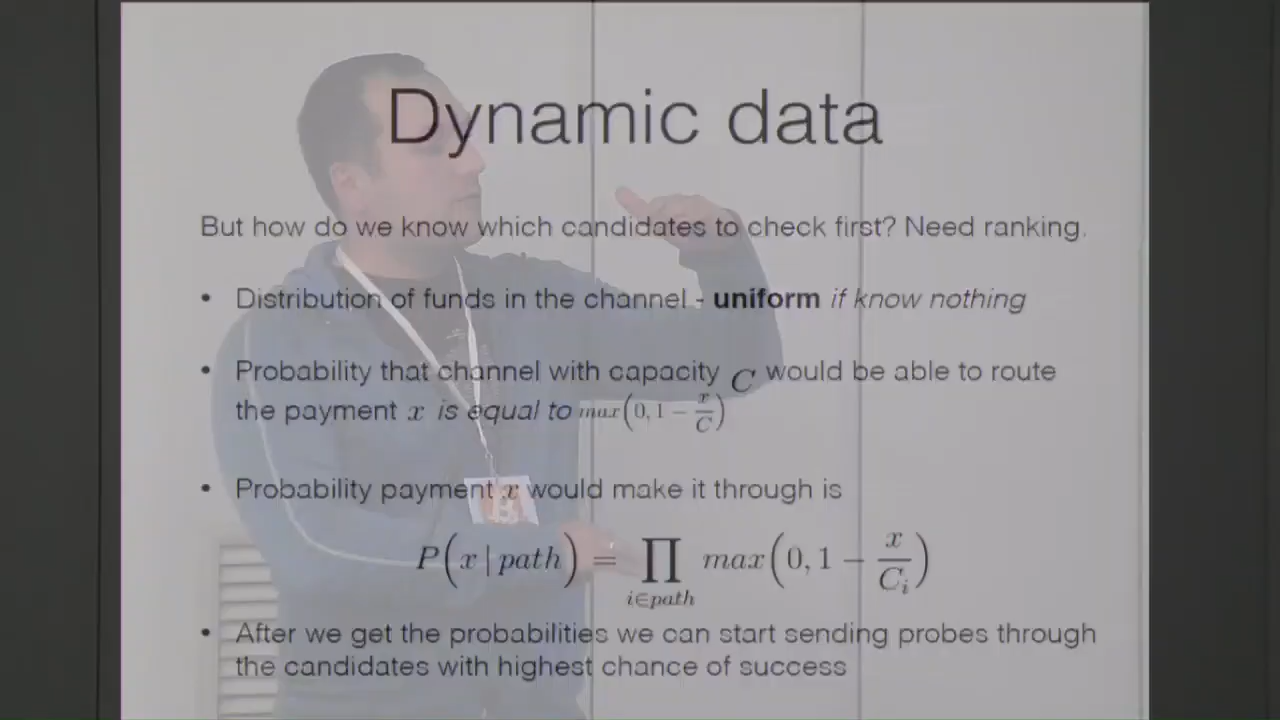 Dynamic data
But how do we know which candidates to check first? Need ranking.
• Distribution of funds in the channel - uniform if know nothing
• Probability that channel with capacity C would be able to route
the payment x is equal to max(0, 1 − x/C)
• Probability payment x would make it through is
P(x | path) = ∏_{i∈path} max(0, 1 − x/C_i)
• After we get the probabilities we can start sending probes through
the candidates with highest chance of success